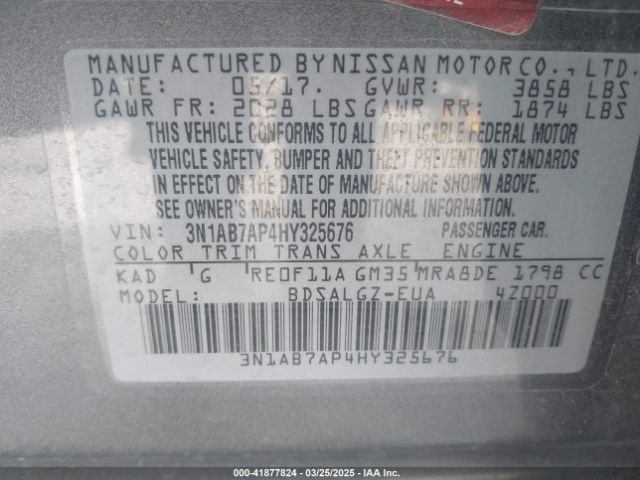 MANUFACTURED BY NISSAN MOTOR CO., LTD.
DATE: 05/17. GVWR: 3858 LBS
GAWR FR: 2028 LBS GAWR RR: 1874 LBS
THIS VEHICLE CONFORMS TO ALL APPLICABLE FEDERAL MOTOR
VEHICLE SAFETY, BUMPER AND THEFT PREVENTION STANDARDS
IN EFFECT ON THE DATE OF MANUFACTURE SHOWN ABOVE.
SEE OWNER'S MANUAL FOR ADDITIONAL INFORMATION.
VIN: 3N1AB7AP4HY325676 PASSENGER CAR.
COLOR TRIM TRANS AXLE ENGINE
KAD G RE0F11A GM35 MRA8DE 1798 CC
MODEL: BDSALGZ-EUA 4Z000
3N1AB7AP4HY325676
000-41877824 | 03/25/2025 - IAA Inc.